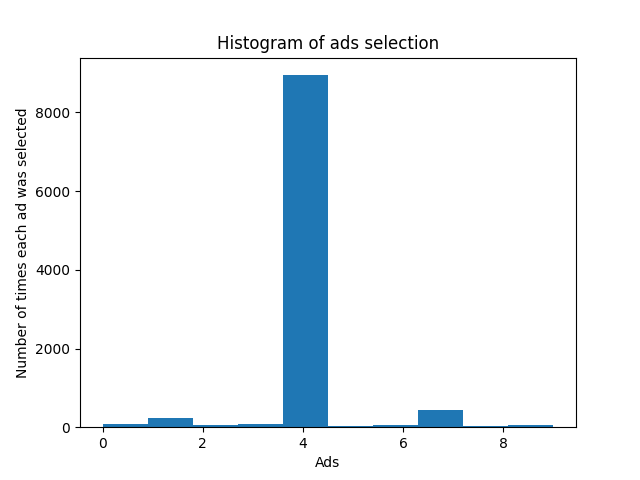 Histogram of ads selection
Number of times each ad was selected
8000
6000
4000
2000
0
0 2 4 6 8
Ads